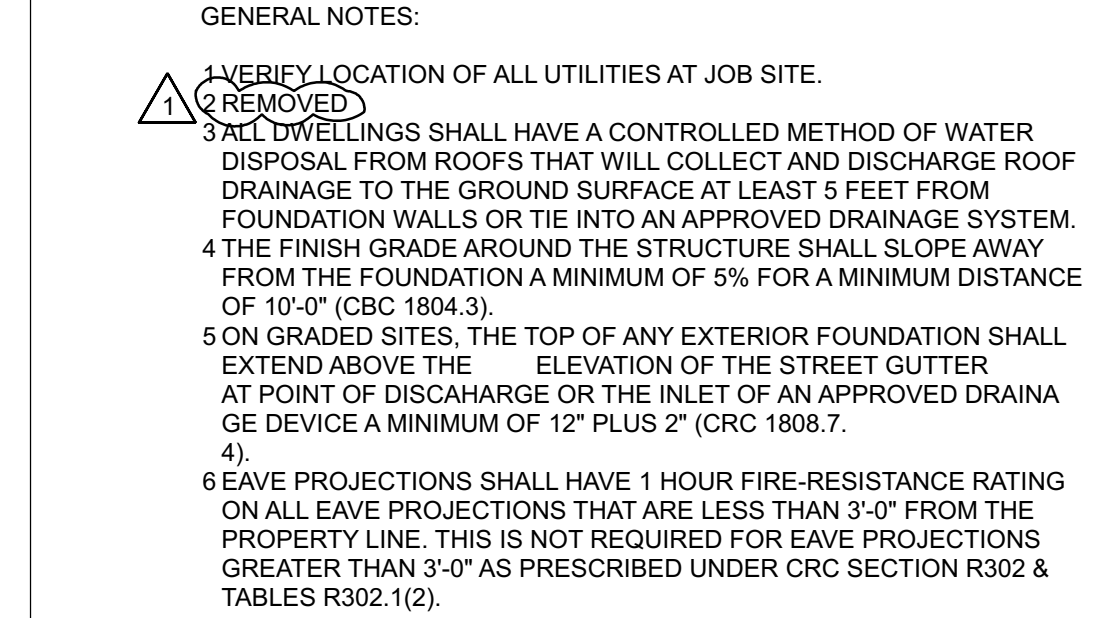 GENERAL NOTES:
1 VERIFY LOCATION OF ALL UTILITIES AT JOB SITE.
1 2 REMOVED
3 ALL DWELLINGS SHALL HAVE A CONTROLLED METHOD OF WATER
DISPOSAL FROM ROOFS THAT WILL COLLECT AND DISCHARGE ROOF
DRAINAGE TO THE GROUND SURFACE AT LEAST 5 FEET FROM
FOUNDATION WALLS OR TIE INTO AN APPROVED DRAINAGE SYSTEM.
4 THE FINISH GRADE AROUND THE STRUCTURE SHALL SLOPE AWAY
FROM THE FOUNDATION A MINIMUM OF 5% FOR A MINIMUM DISTANCE
OF 10'-0" (CBC 1804.3).
5 ON GRADED SITES, THE TOP OF ANY EXTERIOR FOUNDATION SHALL
EXTEND ABOVE THE ELEVATION OF THE STREET GUTTER
AT POINT OF DISCAHARGE OR THE INLET OF AN APPROVED DRAINA
GE DEVICE A MINIMUM OF 12" PLUS 2" (CRC 1808.7.
4).
6 EAVE PROJECTIONS SHALL HAVE 1 HOUR FIRE-RESISTANCE RATING
ON ALL EAVE PROJECTIONS THAT ARE LESS THAN 3'-0" FROM THE
PROPERTY LINE. THIS IS NOT REQUIRED FOR EAVE PROJECTIONS
GREATER THAN 3'-0" AS PRESCRIBED UNDER CRC SECTION R302 &
TABLES R302.1(2).